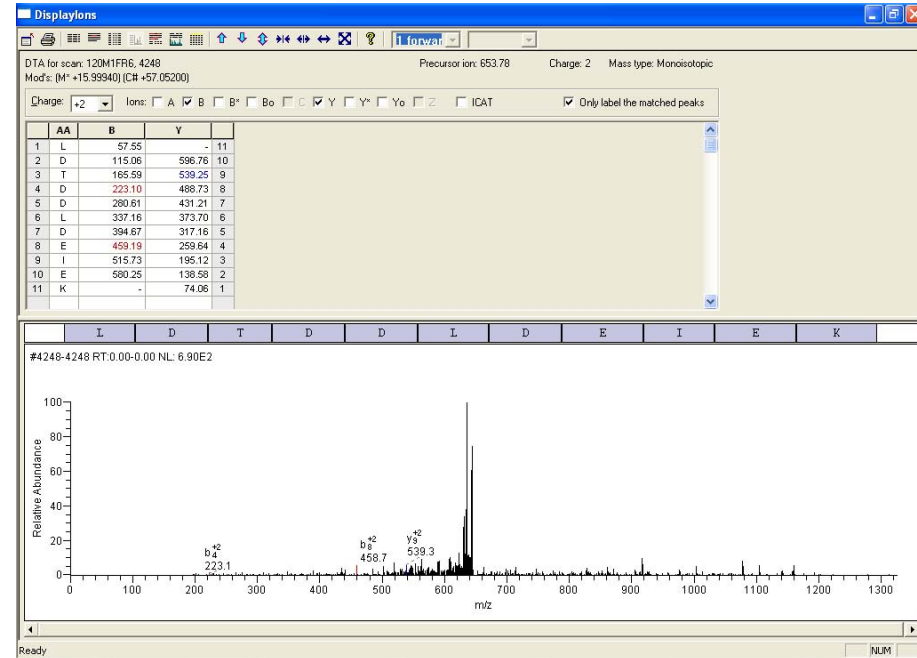 DisplayIons
1 forwar
DTA for scan: 120M1FR6, 4248 Precursor ion: 653.78 Charge: 2 Mass type: Monoisotopic
Mod's: (M* +15.99940) (C# +57.05200)
Charge: +2 Ions: A B B* Bo C Y Y* Yo Z ICAT Only label the matched peaks
AA B Y
1 L 57.55 - 11
2 D 115.06 596.76 10
3 T 165.59 539.25 9
4 D 223.10 488.73 8
5 D 280.61 431.21 7
6 L 337.16 373.70 6
7 D 394.67 317.16 5
8 E 459.19 259.64 4
9 I 515.73 195.12 3
10 E 580.25 138.58 2
11 K - 74.06 1
L D T D D L D E I E K
#4248-4248 RT:0.00-0.00 NL: 6.90E2
100
80
60
40
20
0
Relative Abundance
b4+2
223.1
b8+2
458.7
y9+2
539.3
0 100 200 300 400 500 600 700 800 900 1000 1100 1200 1300
m/z
Ready NUM